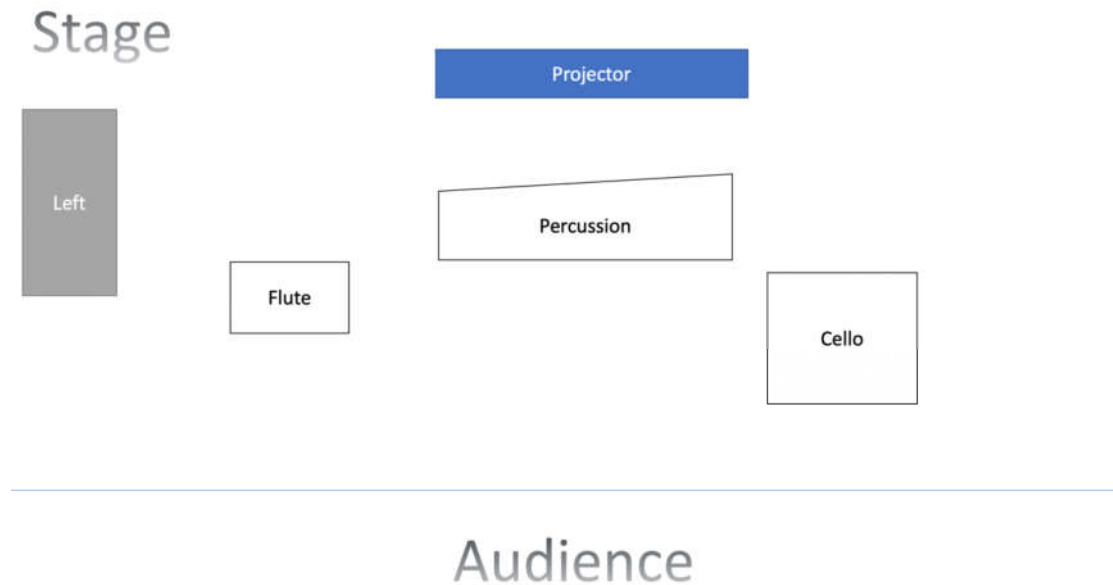 Stage
Projector
Left
Percussion
Flute
Cello
Audience